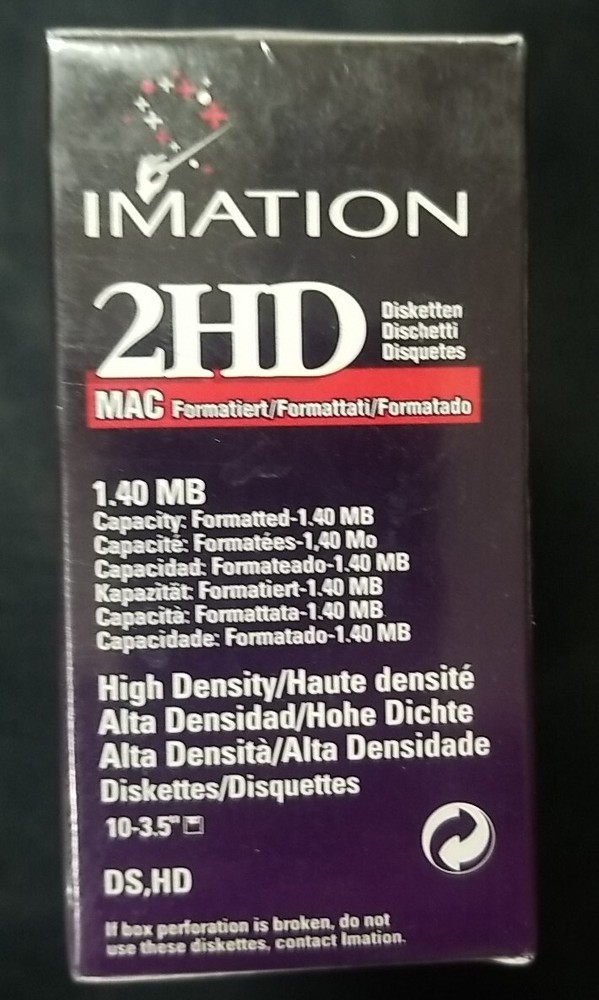 IMATION
2HD
Disketten
Dischetti
Disquetes
MAC Formatiert/Formattati/Formatado
1.40 MB
Capacity: Formatted-1.40 MB
Capacité: Formatées-1,40 Mo
Capacidad: Formateado-1.40 MB
Kapazität: Formatiert-1.40 MB
Capacità: Formattata-1.40 MB
Capacidade: Formatado-1.40 MB
High Density/Haute densité
Alta Densidad/Hohe Dichte
Alta Densità/Alta Densidade
Diskettes/Disquettes
10-3.5"
DS,HD
If box perforation is broken, do not
use these diskettes, contact Imation.